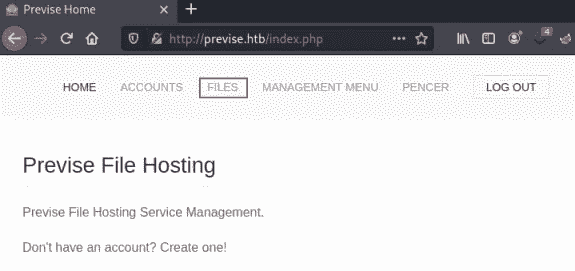 Previse Home
http://previse.htb/index.php
4
HOME ACCOUNTS FILES MANAGEMENT MENU PENCER LOG OUT
Previse File Hosting
Previse File Hosting Service Management.
Don't have an account? Create one!